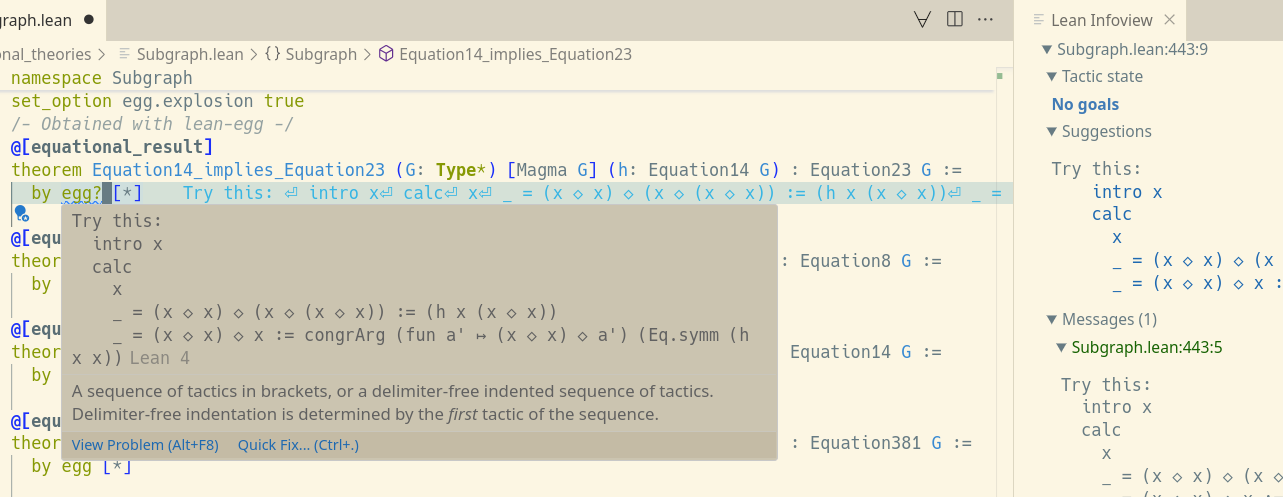 graph.lean ●
onal_theories > Subgraph.lean > {} Subgraph > Equation14_implies_Equation23
namespace Subgraph
set_option egg.explosion true
/- Obtained with lean-egg -/
@[equational_result]
theorem Equation14_implies_Equation23 (G: Type*) [Magma G] (h: Equation14 G) : Equation23 G :=
by egg? [*] Try this: ⏎ intro x⏎ calc⏎ x⏎ _ = (x ◇ x) ◇ (x ◇ (x ◇ x)) := (h x (x ◇ x))⏎ _ =
@[equ
theor : Equation8 G :=
by
@[equ
theor Equation14 G :=
by
@[equ
theor : Equation381 G :=
by egg [*]
Try this:
intro x
calc
x
_ = (x ◇ x) ◇ (x ◇ (x ◇ x)) := (h x (x ◇ x))
_ = (x ◇ x) ◇ x := congrArg (fun a' ↦ (x ◇ x) ◇ a') (Eq.symm (h
x x)) Lean 4
A sequence of tactics in brackets, or a delimiter-free indented sequence of tactics.
Delimiter-free indentation is determined by the first tactic of the sequence.
View Problem (Alt+F8) Quick Fix... (Ctrl+.)
Lean Infoview ×
▼ Subgraph.lean:443:9
▼ Tactic state
No goals
▼ Suggestions
Try this:
intro x
calc
x
_ = (x ◇ x) ◇ (x
_ = (x ◇ x) ◇ x :
▼ Messages (1)
▼ Subgraph.lean:443:5
Try this:
intro x
calc
x
_ = (x ◇ x) ◇ (x